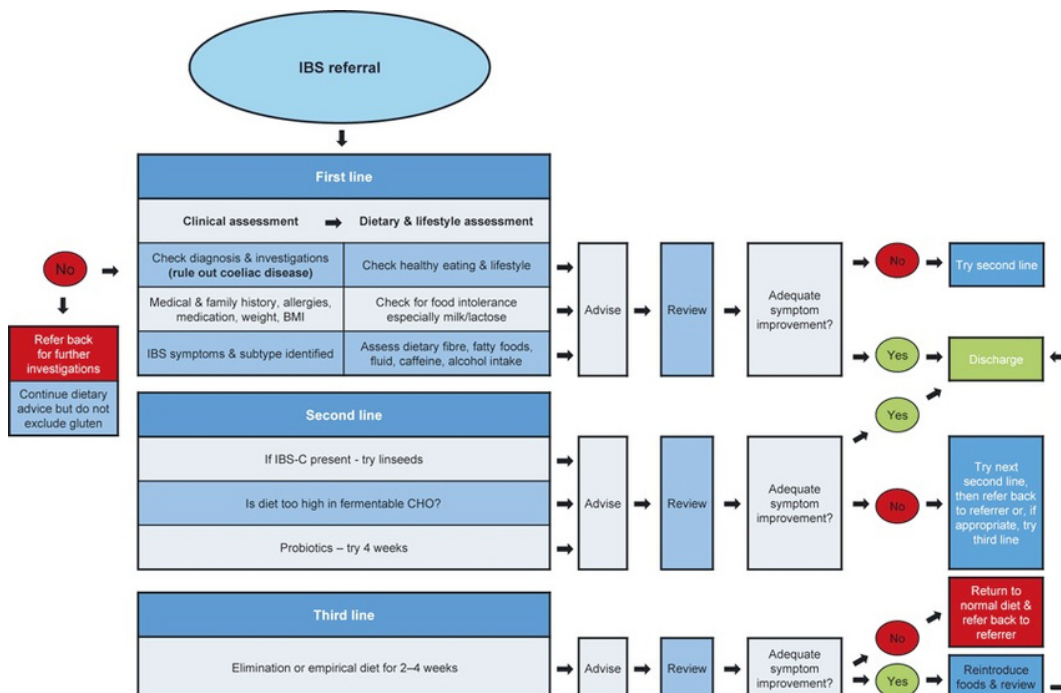 IBS referral
First line
Clinical assessment
Dietary & lifestyle assessment
No
Check diagnosis & investigations
(rule out coeliac disease)
Check healthy eating & lifestyle
Medical & family history, allergies,
medication, weight, BMI
Check for food intolerance
especially milk/lactose
IBS symptoms & subtype identified
Assess dietary fibre, fatty foods,
fluid, caffeine, alcohol intake
Refer back
for further
investigations
Continue dietary
advice but do not
exclude gluten
Advise
Review
Adequate
symptom
improvement?
No
Try second line
Yes
Discharge
Second line
If IBS-C present - try linseeds
Is diet too high in fermentable CHO?
Probiotics – try 4 weeks
Advise
Review
Adequate
symptom
improvement?
Yes
No
Try next
second line,
then refer back
to referrer or, if
appropriate, try
third line
Third line
Elimination or empirical diet for 2–4 weeks
Advise
Review
Adequate
symptom
improvement?
No
Return to
normal diet &
refer back to
referrer
Yes
Reintroduce
foods & review